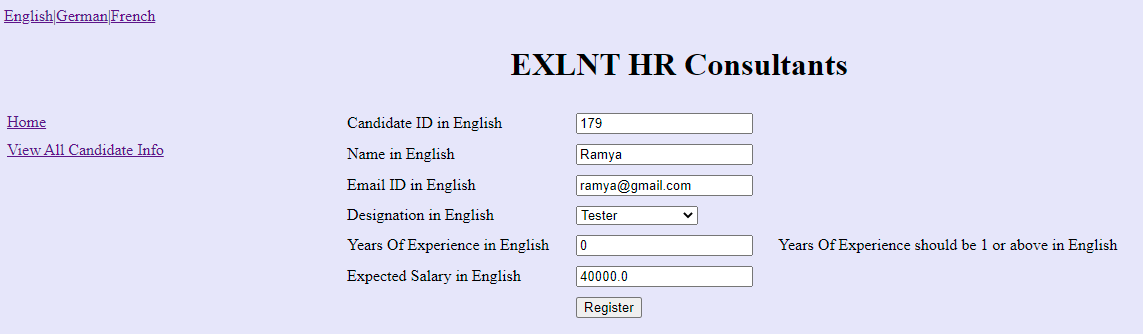 English|German|French
EXLNT HR Consultants
Home
View All Candidate Info
Candidate ID in English 179
Name in English Ramya
Email ID in English ramya@gmail.com
Designation in English Tester
Years Of Experience in English 0 Years Of Experience should be 1 or above in English
Expected Salary in English 40000.0
Register